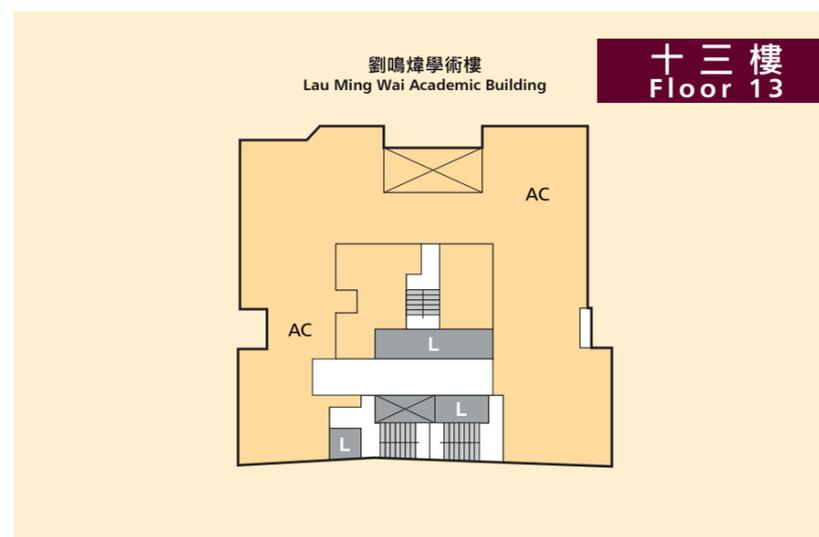 劉鳴煒學術樓
Lau Ming Wai Academic Building
十三樓
Floor 13
AC
AC
L
L
L